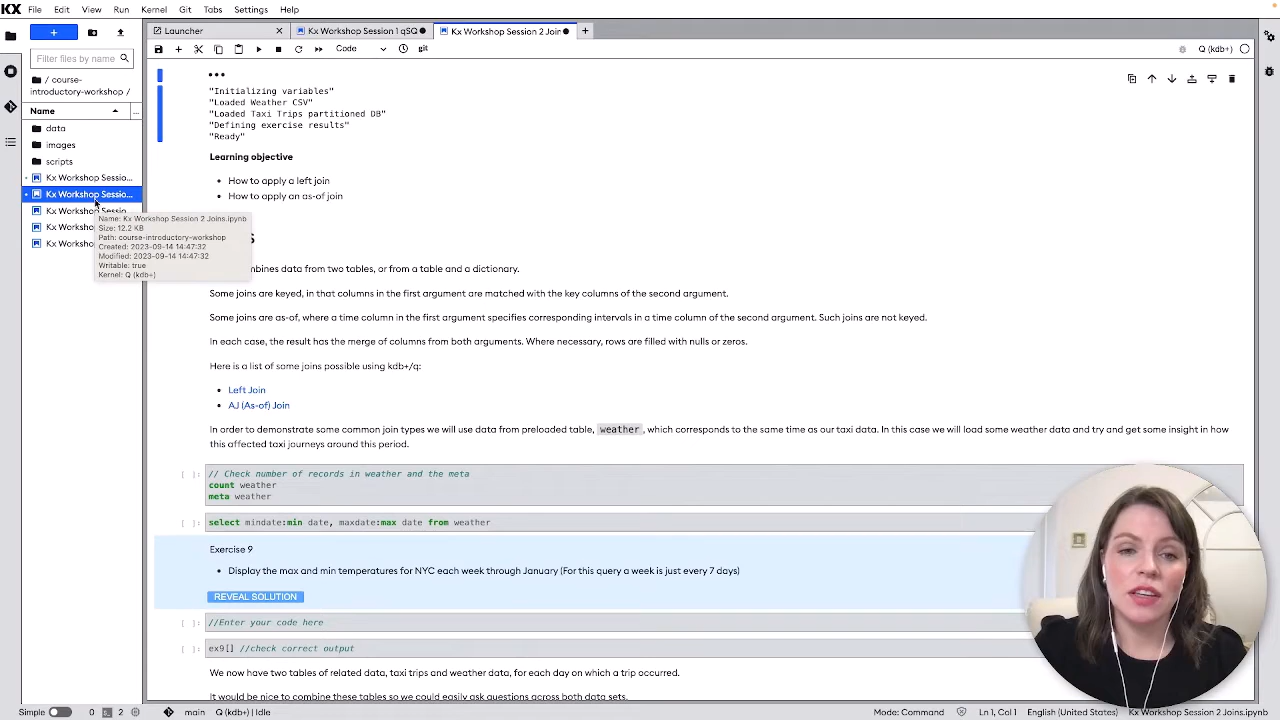 KX File Edit View Run Kernel Git Tabs Settings Help
+
Filter files by name
/ course-
introductory-workshop /
Name
...
data
images
scripts
Kx Workshop Sessio...
Kx Workshop Sessio...
Kx Workshop Sessio
Kx Worksho
Kx Worksho
Name: Kx Workshop Session 2 Joins.ipynb
Size: 12.2 KB
Path: course-introductory-workshop
Created: 2023-09-14 14:47:32
Modified: 2023-09-14 14:47:32
Writable: true
Kernel: Q (kdb+)
Launcher
Kx Workshop Session 1 qSQ
Kx Workshop Session 2 Join
Code
git
Q (kdb+)
"Initializing variables"
"Loaded Weather CSV"
"Loaded Taxi Trips partitioned DB"
"Defining exercise results"
"Ready"
Learning objective
How to apply a left join
How to apply an as-of join
s
mbines data from two tables, or from a table and a dictionary.
Some joins are keyed, in that columns in the first argument are matched with the key columns of the second argument.
Some joins are as-of, where a time column in the first argument specifies corresponding intervals in a time column of the second argument. Such joins are not keyed.
In each case, the result has the merge of columns from both arguments. Where necessary, rows are filled with nulls or zeros.
Here is a list of some joins possible using kdb+/q:
Left Join
AJ (As-of) Join
In order to demonstrate some common join types we will use data from preloaded table, weather, which corresponds to the same time as our taxi data. In this case we will load some weather data and try and get some insight in how
this affected taxi journeys around this period.
[ ]: // Check number of records in weather and the meta
count weather
meta weather
[ ]: select mindate:min date, maxdate:max date from weather
Exercise 9
Display the max and min temperatures for NYC each week through January (For this query a week is just every 7 days)
REVEAL SOLUTION
[ ]: //Enter your code here
[ ]: ex9[] //check correct output
We now have two tables of related data, taxi trips and weather data, for each day on which a trip occurred.
It would be nice to combine these tables so we could easily ask questions across both data sets.
Simple 0 2 main Q (kdb+) | Idle Mode: Command Ln 1, Col 1 English (United States) Kx Workshop Session 2 Joins.ipynb